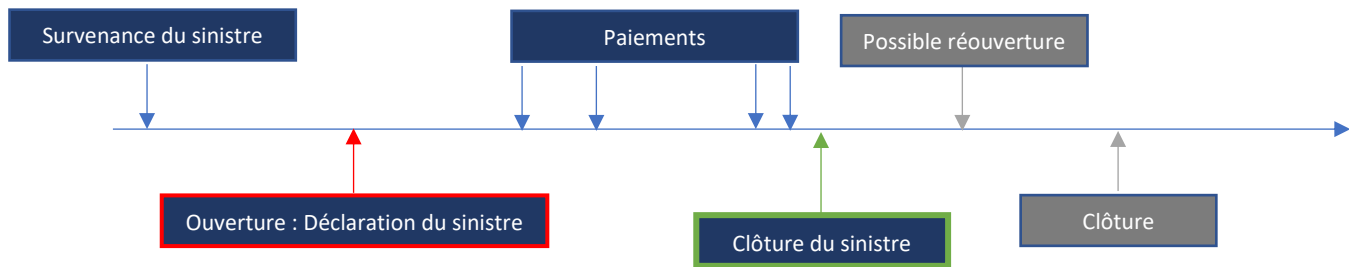 Survenance du sinistre
Paiements
Possible réouverture
Ouverture : Déclaration du sinistre
Clôture du sinistre
Clôture